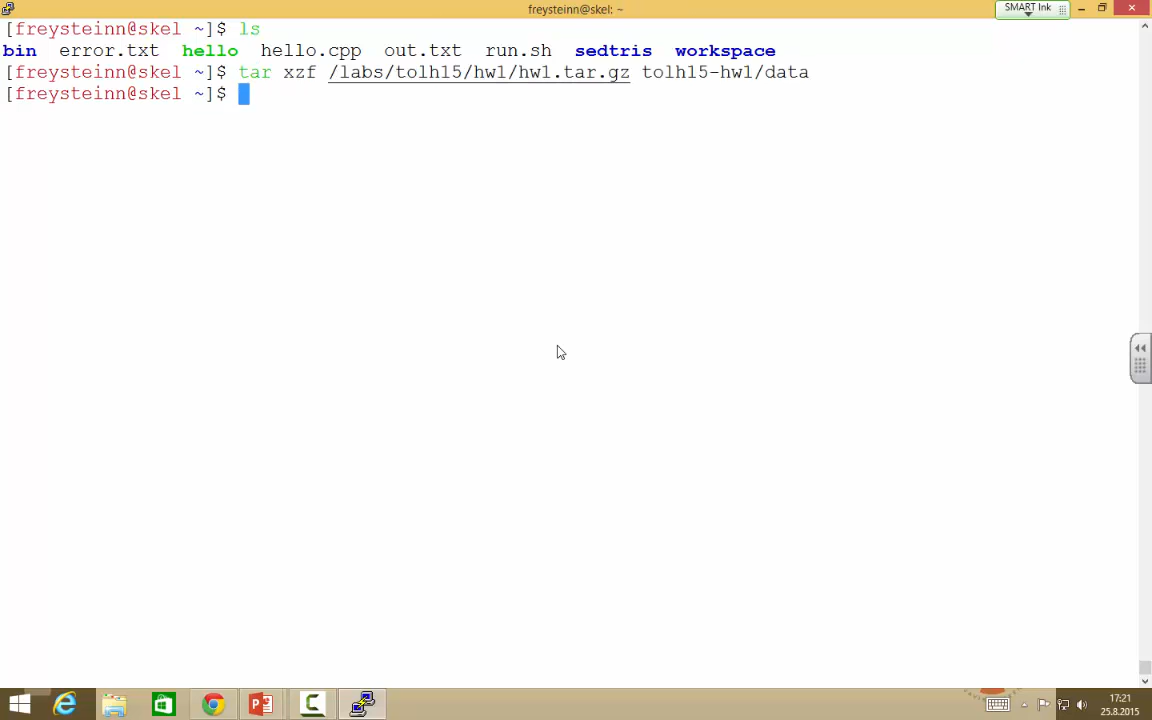 freysteinn@skel: ~
SMART Ink
[freysteinn@skel ~]$ ls
bin error.txt hello hello.cpp out.txt run.sh sedtris workspace
[freysteinn@skel ~]$ tar xzf /labs/tolh15/hw1/hw1.tar.gz tolh15-hw1/data
[freysteinn@skel ~]$
17:21
25.8.2015